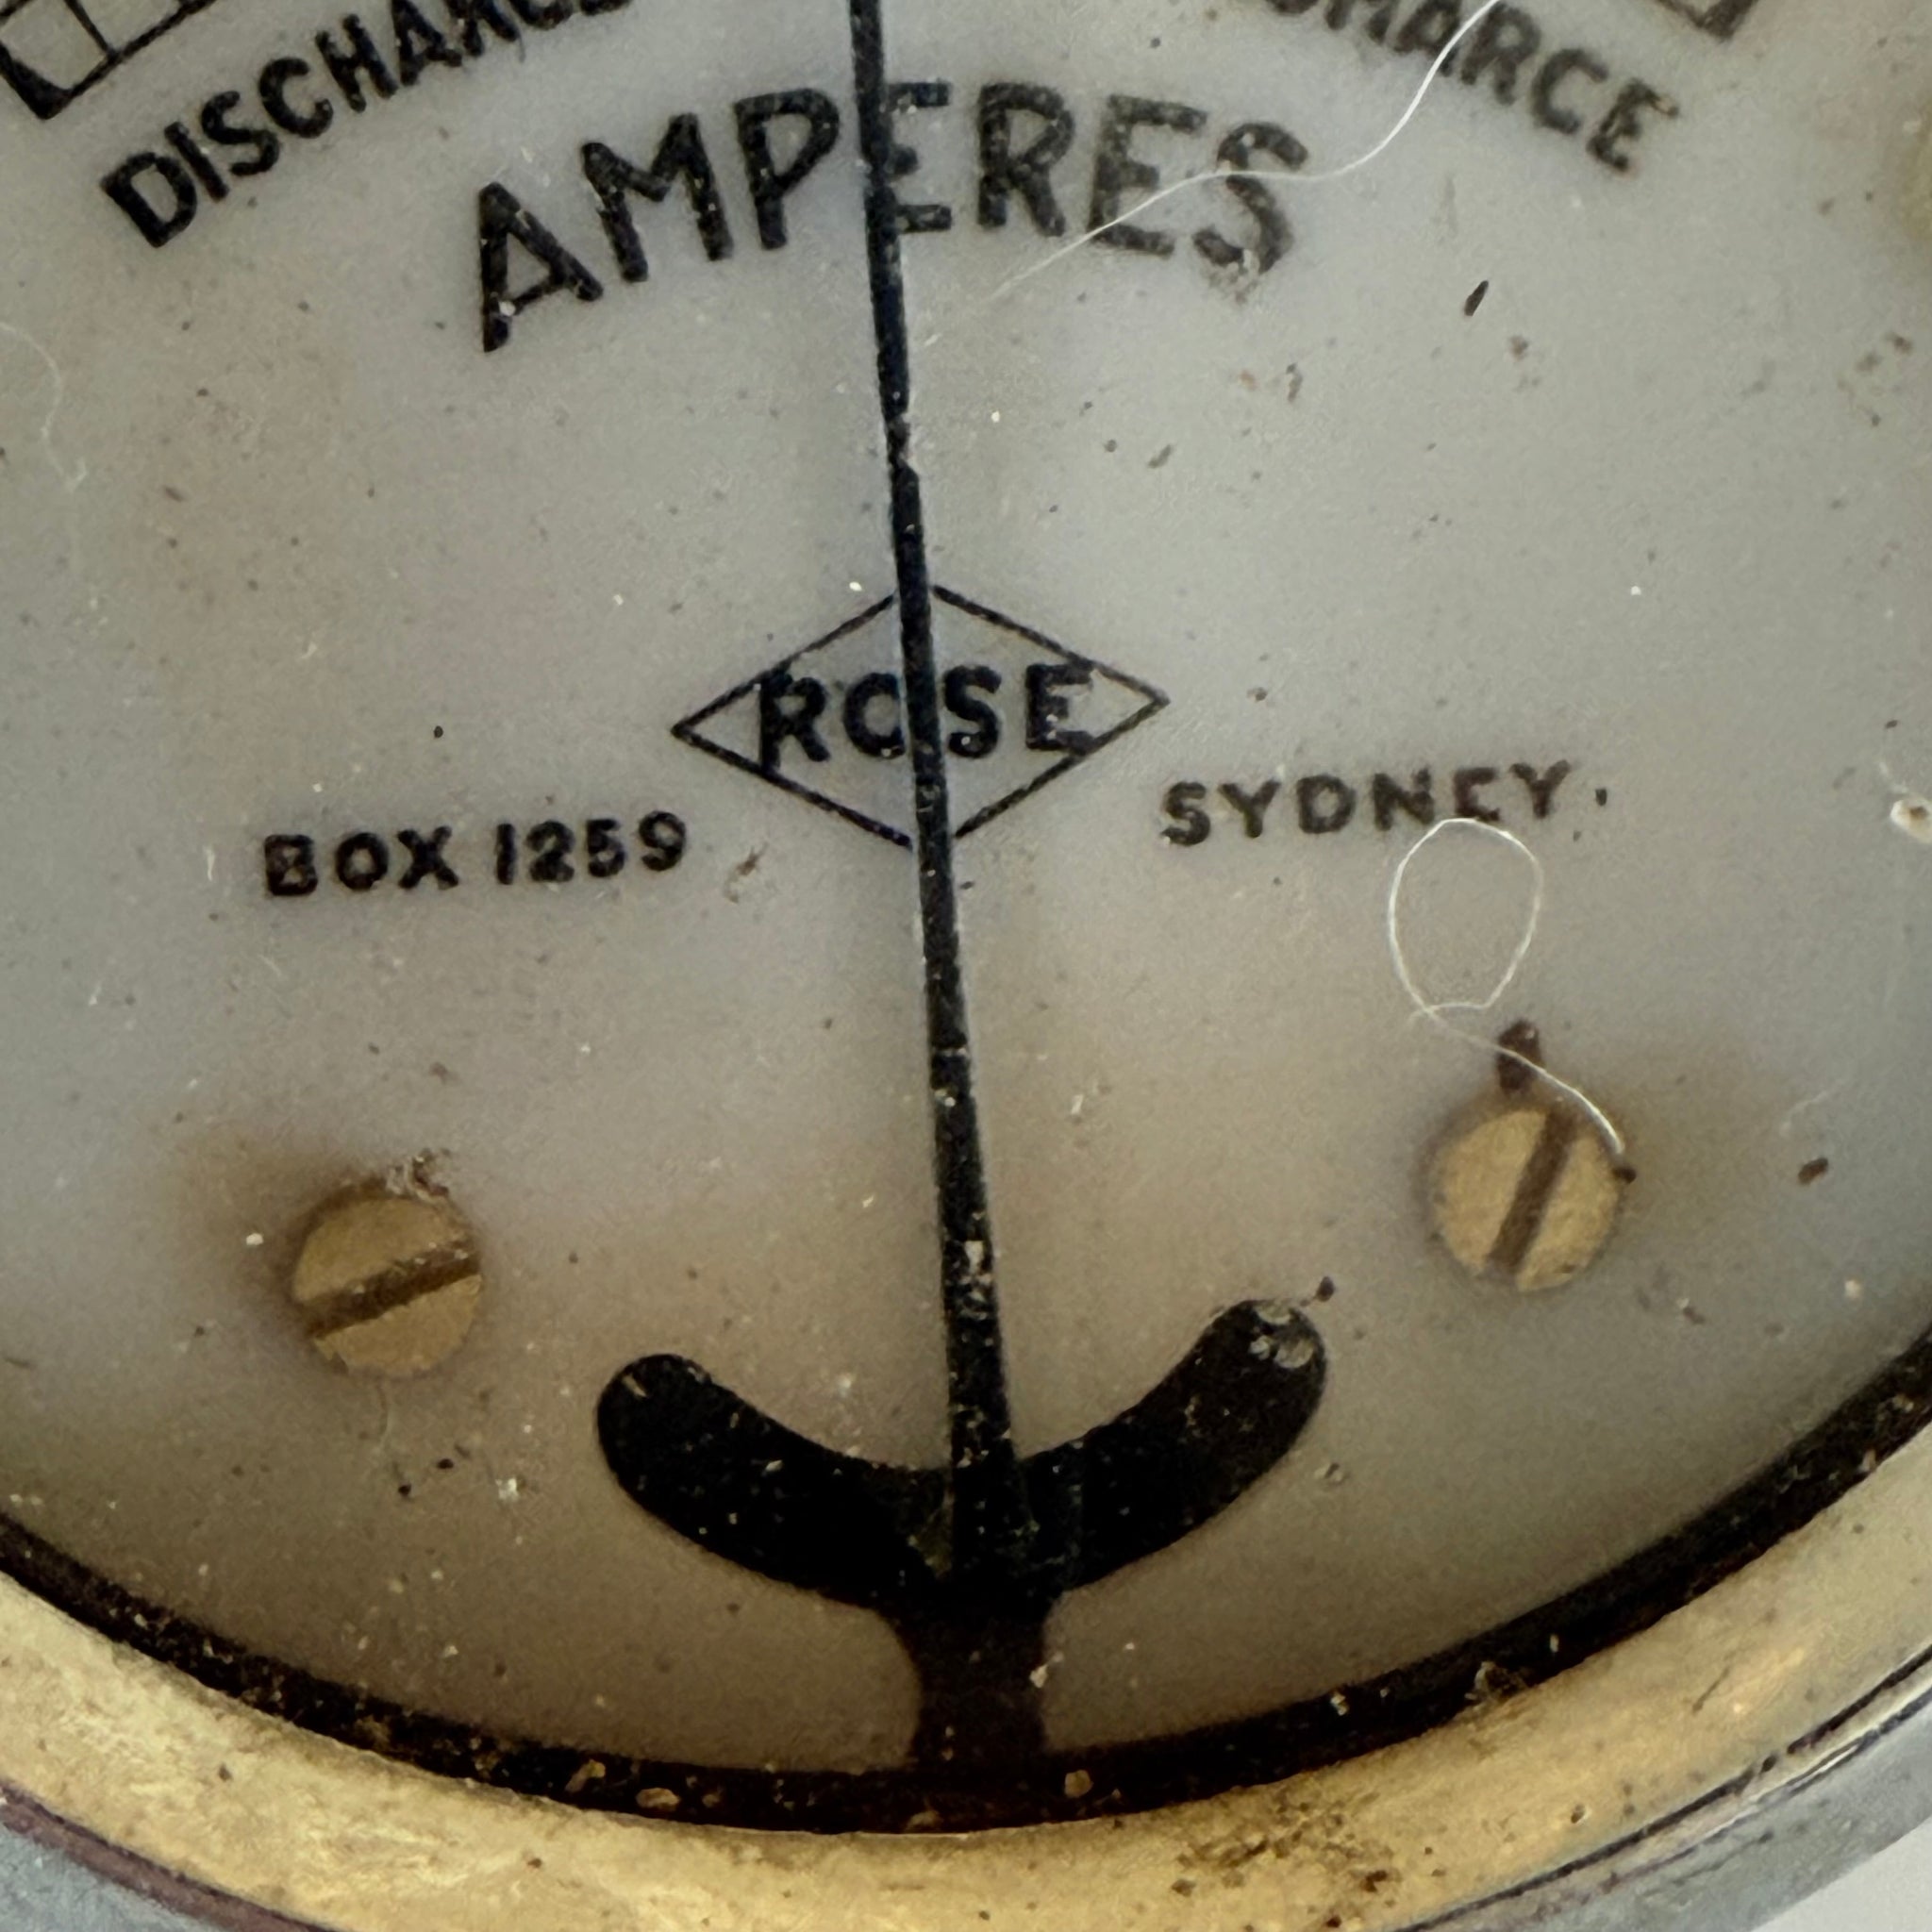 DISCHARGE
CHARGE
AMPERES
ROSE
BOX 1259
SYDNEY.